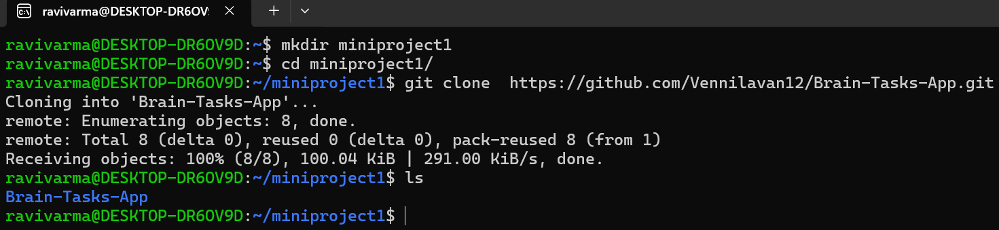 ravivarma@DESKTOP-DR6OV9
ravivarma@DESKTOP-DR6OV9D:~$ mkdir miniproject1
ravivarma@DESKTOP-DR6OV9D:~$ cd miniproject1/
ravivarma@DESKTOP-DR6OV9D:~/miniproject1$ git clone  https://github.com/Vennilavan12/Brain-Tasks-App.git
Cloning into 'Brain-Tasks-App'...
remote: Enumerating objects: 8, done.
remote: Total 8 (delta 0), reused 0 (delta 0), pack-reused 8 (from 1)
Receiving objects: 100% (8/8), 100.04 KiB | 291.00 KiB/s, done.
ravivarma@DESKTOP-DR6OV9D:~/miniproject1$ ls
Brain-Tasks-App
ravivarma@DESKTOP-DR6OV9D:~/miniproject1$